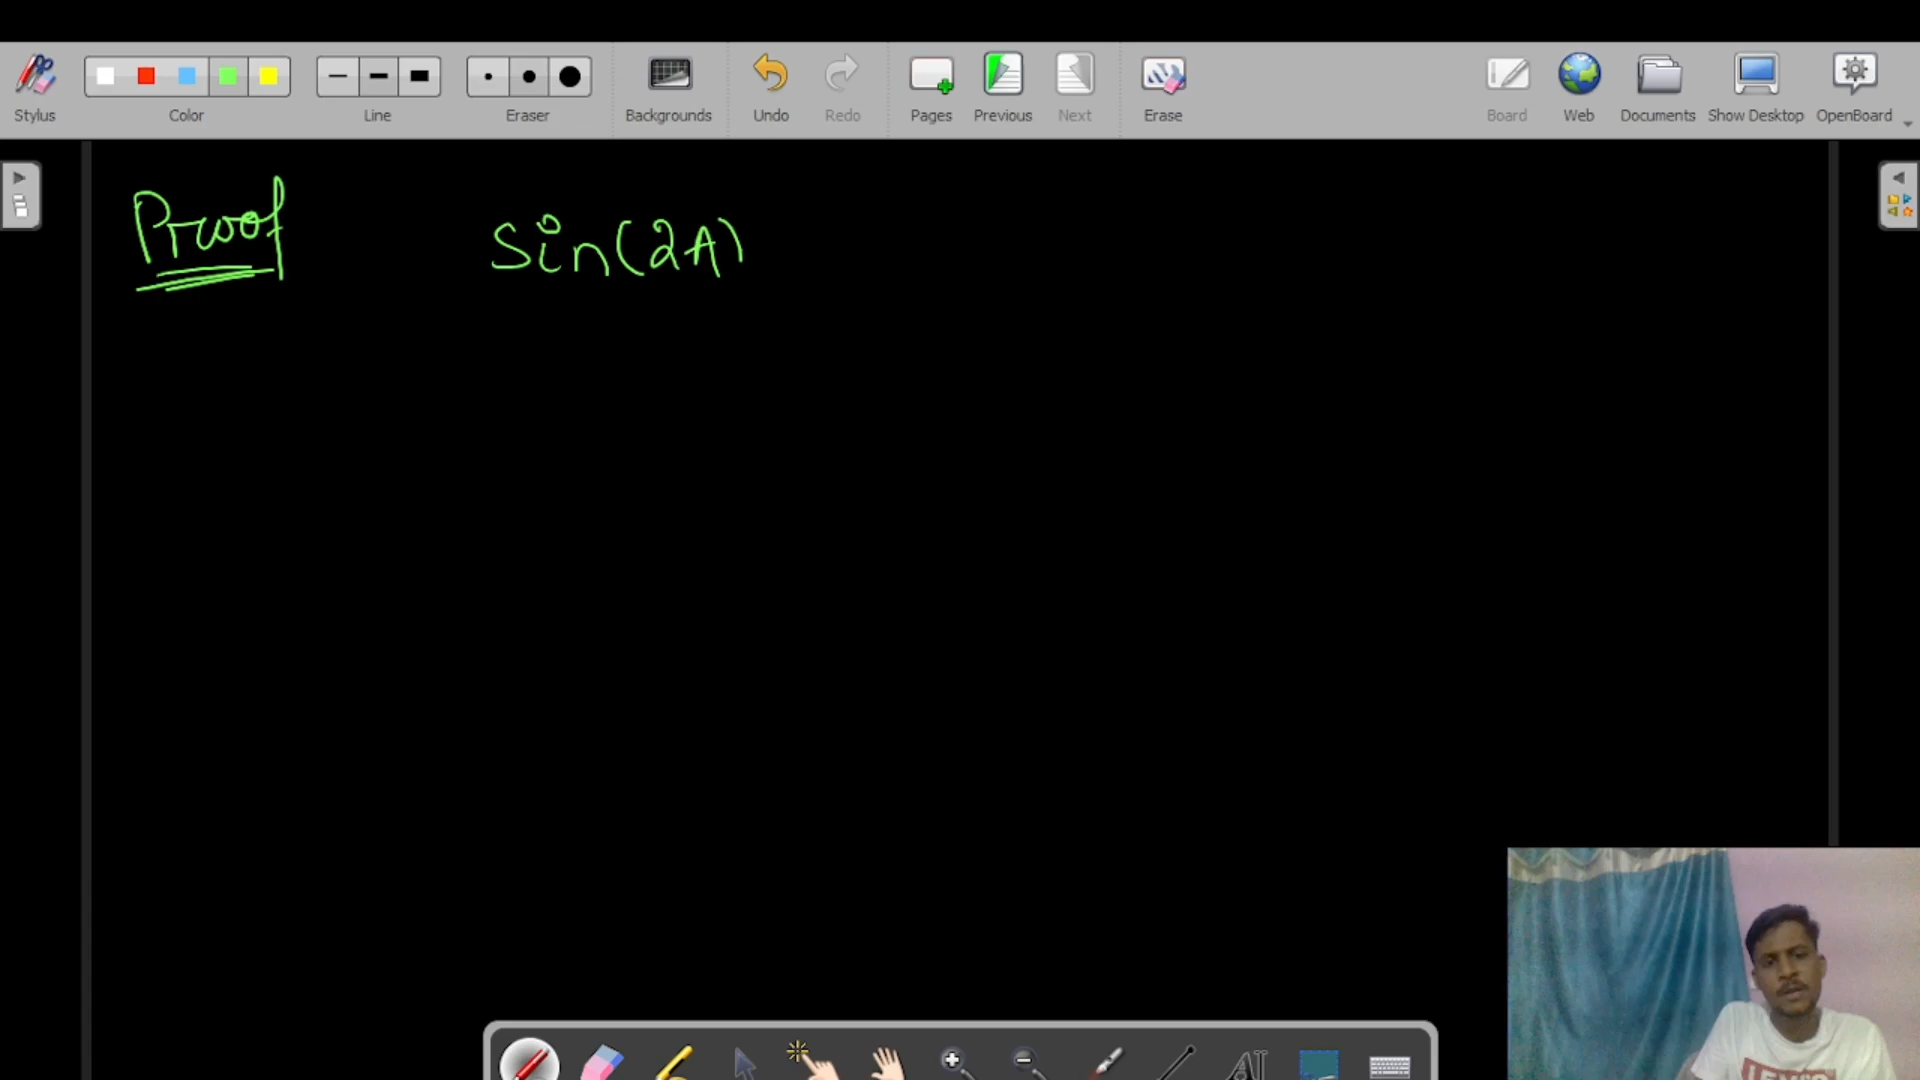 Stylus Color Line Eraser Backgrounds Undo Redo Pages Previous Next Erase Board Web Documents Show Desktop OpenBoard
Proof Sin(2A)